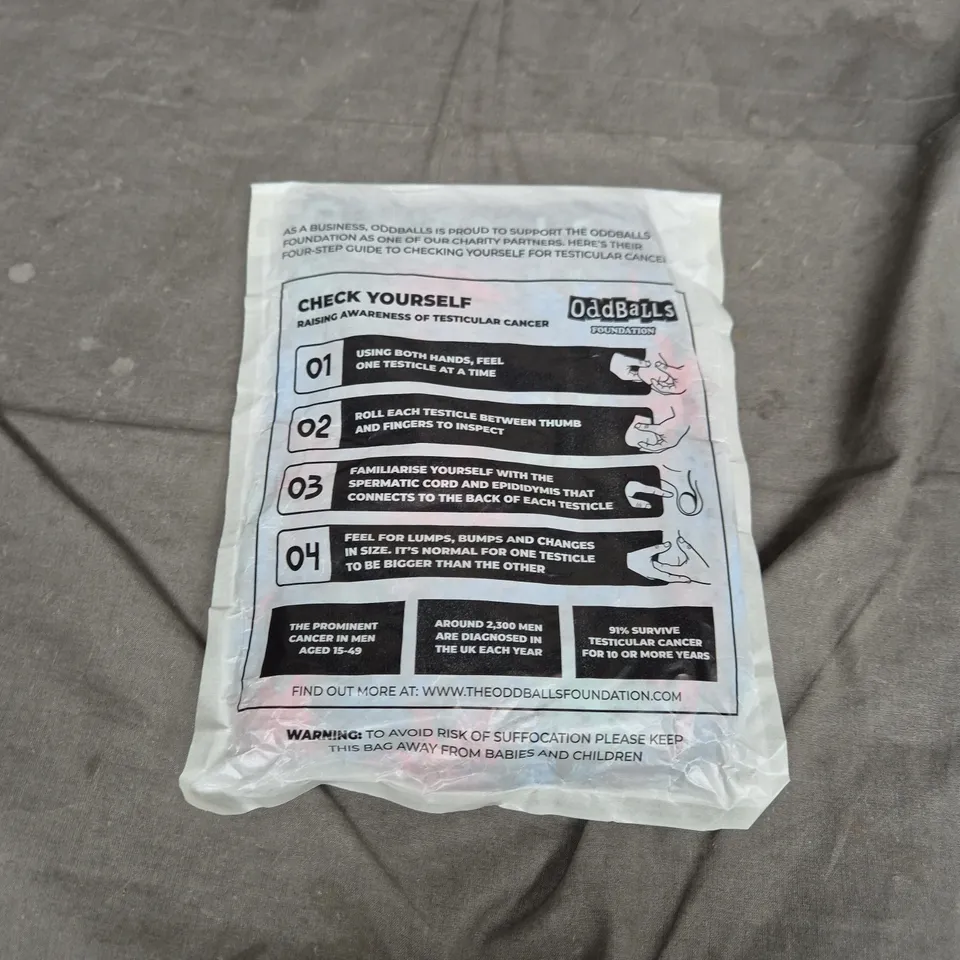 AS A BUSINESS, ODDBALLS IS PROUD TO SUPPORT THE ODDBALLS
FOUNDATION AS ONE OF OUR CHARITY PARTNERS. HERE'S THEIR
FOUR-STEP GUIDE TO CHECKING YOURSELF FOR TESTICULAR CANCER
CHECK YOURSELF
RAISING AWARENESS OF TESTICULAR CANCER
OddBaLLs
FOUNDATION
01
USING BOTH HANDS, FEEL
ONE TESTICLE AT A TIME
02
ROLL EACH TESTICLE BETWEEN THUMB
AND FINGERS TO INSPECT
03
FAMILIARISE YOURSELF WITH THE
SPERMATIC CORD AND EPIDIDYMIS THAT
CONNECTS TO THE BACK OF EACH TESTICLE
04
FEEL FOR LUMPS, BUMPS AND CHANGES
IN SIZE. IT'S NORMAL FOR ONE TESTICLE
TO BE BIGGER THAN THE OTHER
THE PROMINENT
CANCER IN MEN
AGED 15-49
AROUND 2,300 MEN
ARE DIAGNOSED IN
THE UK EACH YEAR
91% SURVIVE
TESTICULAR CANCER
FOR 10 OR MORE YEARS
FIND OUT MORE AT: WWW.THEODDBALLSFOUNDATION.COM
WARNING: TO AVOID RISK OF SUFFOCATION PLEASE KEEP
THIS BAG AWAY FROM BABIES AND CHILDREN